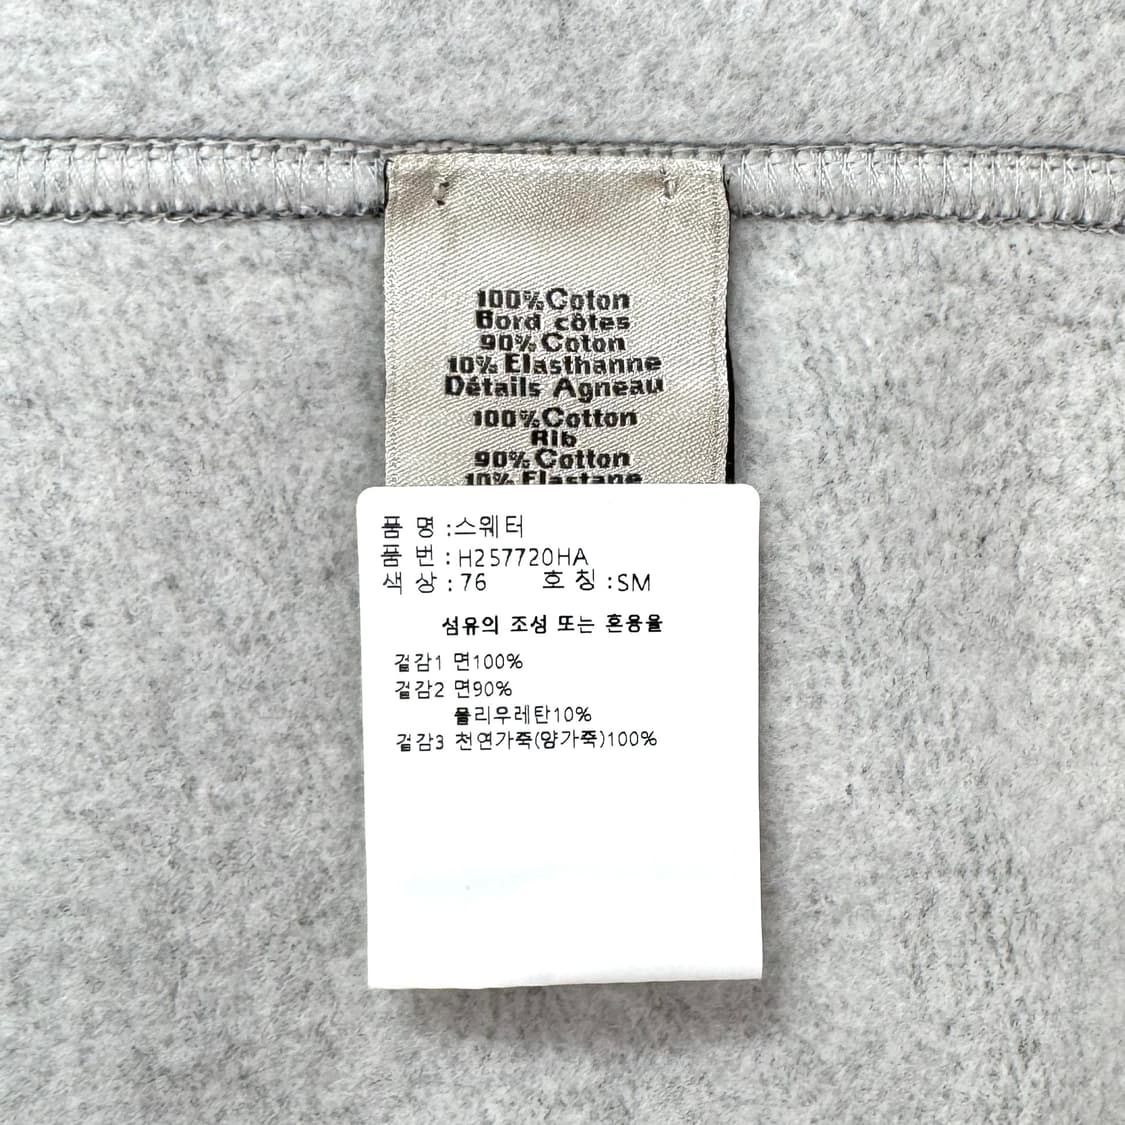 100%Coton
Bord côtes
90%Coton
10%Elasthanne
Détails Agneau
100%Cotton
Rib
90%Cotton
10%Elastane
품 명 :스웨터
품 번 : H257720HA
색 상 : 76 호 칭 :SM
섬유의 조성 또는 혼용율
겉감1 면100%
겉감2 면90%
폴리우레탄10%
겉감3 천연가죽(양가죽)100%